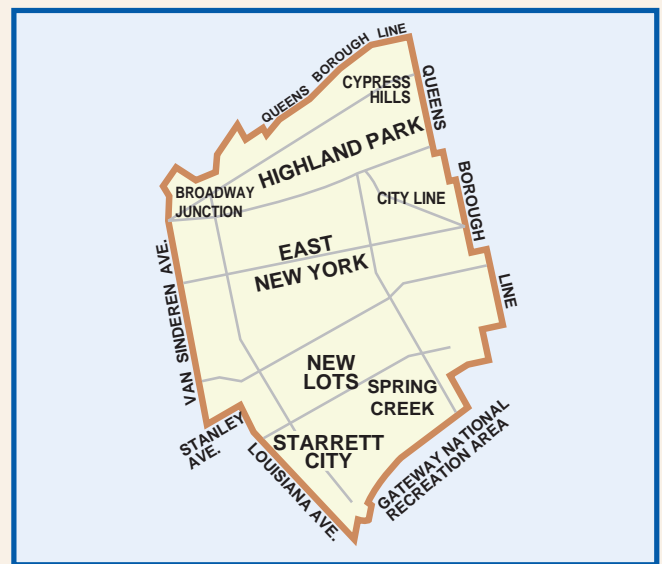 QUEENS BOROUGH LINE
CYPRESS
HILLS
QUEENS
BOROUGH
LINE
HIGHLAND PARK
BROADWAY
JUNCTION
CITY LINE
EAST
NEW YORK
VAN SINDEREN AVE.
NEW
LOTS
SPRING
CREEK
STANLEY
AVE.
STARRETT
CITY
LOUISIANA AVE.
GATEWAY NATIONAL
RECREATION AREA